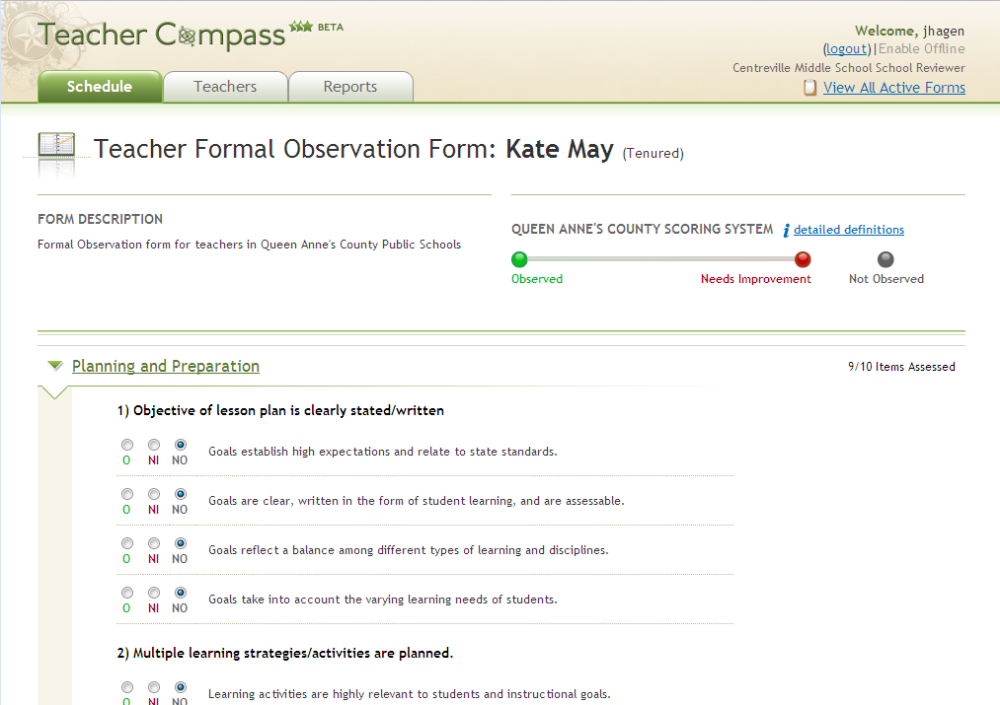 Teacher Compass BETA
Welcome, jhagen
(logout)|Enable Offline
Centreville Middle School School Reviewer
View All Active Forms
Schedule Teachers Reports
Teacher Formal Observation Form: Kate May (Tenured)
FORM DESCRIPTION
Formal Observation form for teachers in Queen Anne's County Public Schools
QUEEN ANNE'S COUNTY SCORING SYSTEM i detailed definitions
Observed Needs Improvement Not Observed
Planning and Preparation 9/10 Items Assessed
1) Objective of lesson plan is clearly stated/written
Goals establish high expectations and relate to state standards.
O NI NO
Goals are clear, written in the form of student learning, and are assessable.
O NI NO
Goals reflect a balance among different types of learning and disciplines.
O NI NO
Goals take into account the varying learning needs of students.
O NI NO
2) Multiple learning strategies/activities are planned.
Learning activities are highly relevant to students and instructional goals.
O NI NO